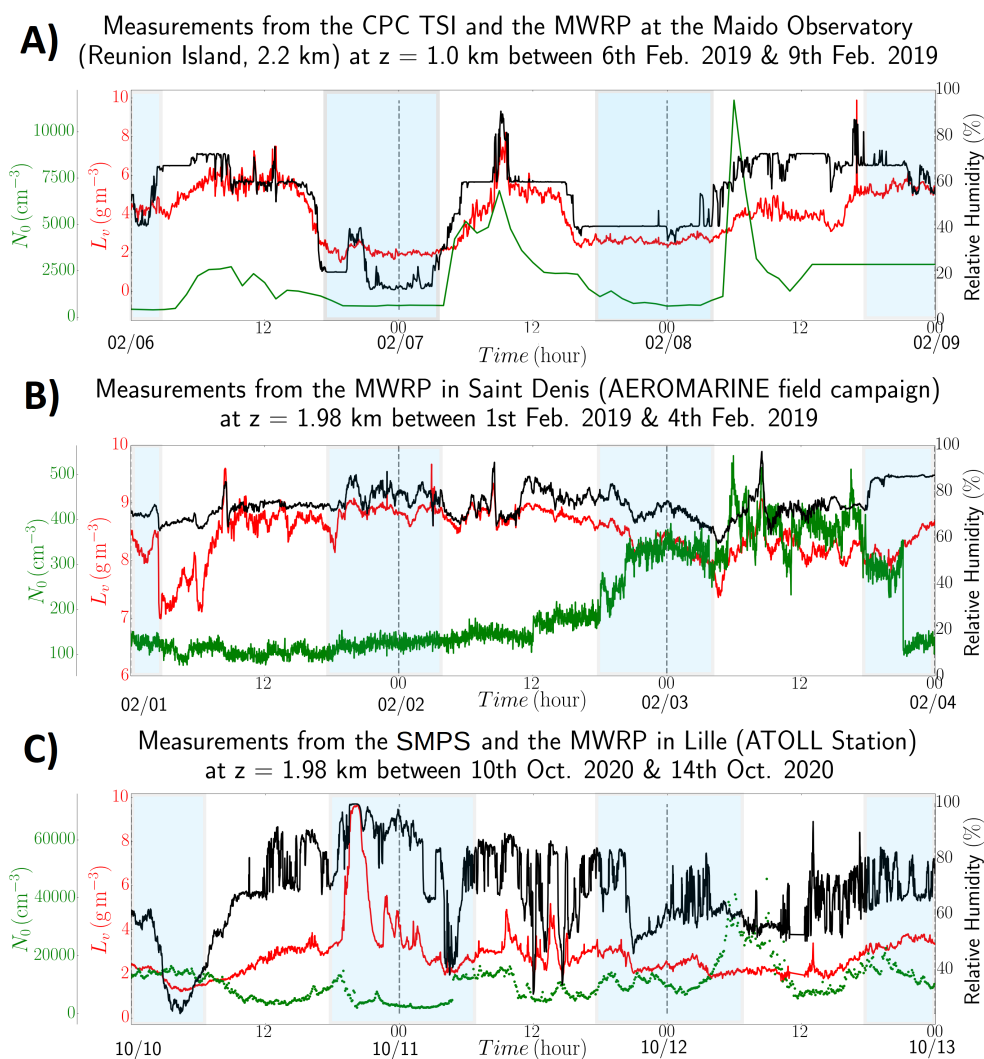 A)
Measurements from the CPC TSI and the MWRP at the Maido Observatory
(Reunion Island, 2.2 km) at z = 1.0 km between 6th Feb. 2019 & 9th Feb. 2019
N₀ (cm⁻³)
10000
7500
5000
2500
0
Lᵥ (g m⁻³)
10
8
6
4
2
0
Relative Humidity (%)
100
80
60
40
20
0
12 00 12 00 12 00
02/06 02/07 02/08 02/09
Time (hour)
B)
Measurements from the MWRP in Saint Denis (AEROMARINE field campaign)
at z = 1.98 km between 1st Feb. 2019 & 4th Feb. 2019
N₀ (cm⁻³)
500
400
300
200
100
Lᵥ (g m⁻³)
10
9
8
7
6
Relative Humidity (%)
100
80
60
40
20
0
12 00 12 00 12 00
02/01 02/02 02/03 02/04
Time (hour)
C)
Measurements from the SMPS and the MWRP in Lille (ATOLL Station)
at z = 1.98 km between 10th Oct. 2020 & 14th Oct. 2020
N₀ (cm⁻³)
60000
40000
20000
0
Lᵥ (g m⁻³)
10
8
6
4
2
0
Relative Humidity (%)
100
80
60
40
12 00 12 00 12 00
10/10 10/11 10/12 10/13
Time (hour)